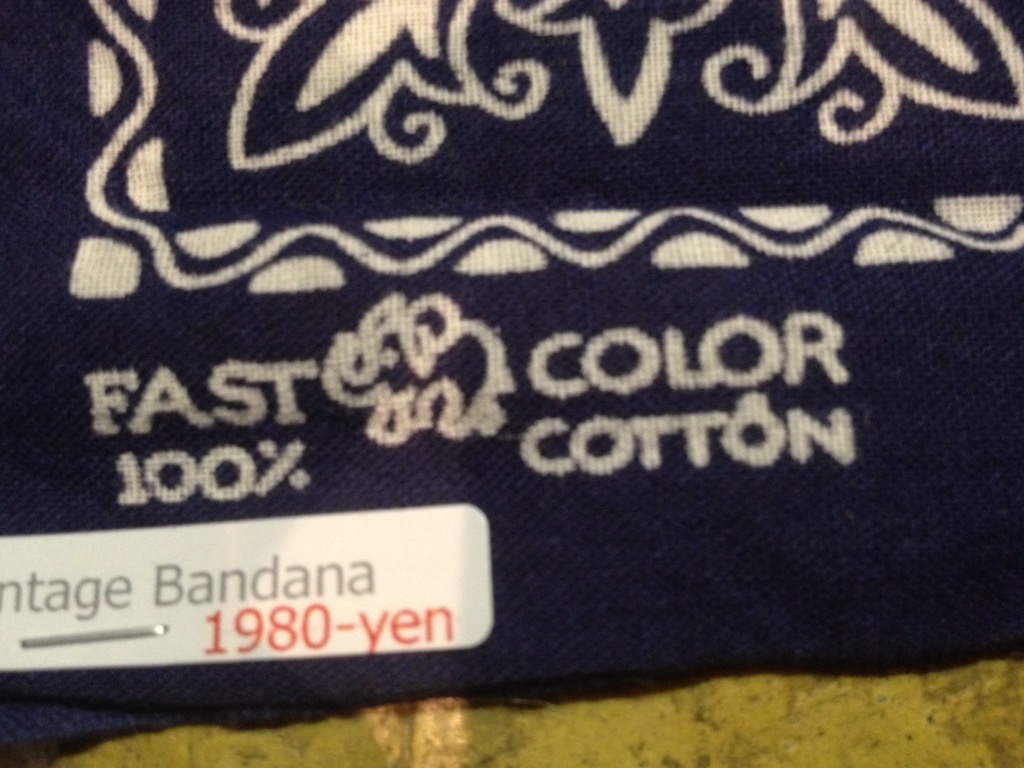 FAST COLOR
100% COTTON
ntage Bandana
1980-yen